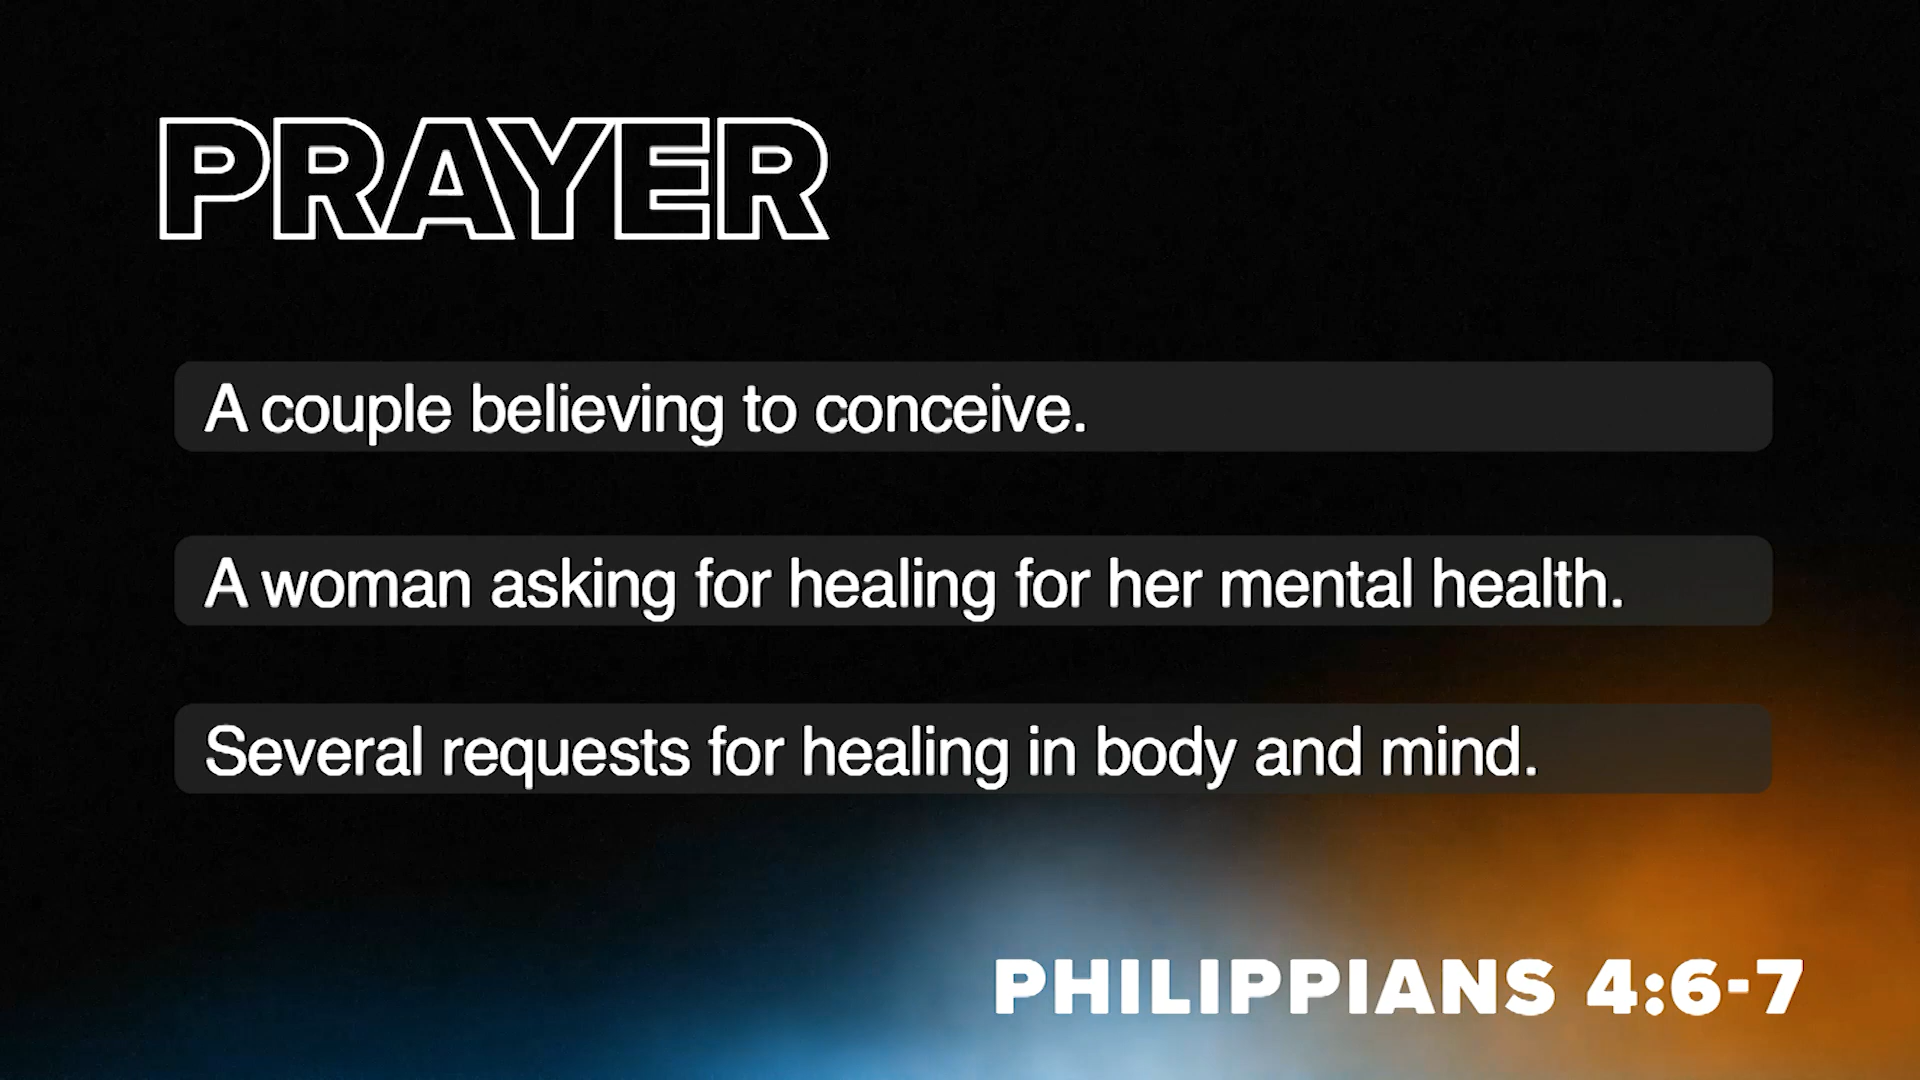 PRAYER
A couple believing to conceive.
A woman asking for healing for her mental health.
Several requests for healing in body and mind.
PHILIPPIANS 4:6-7